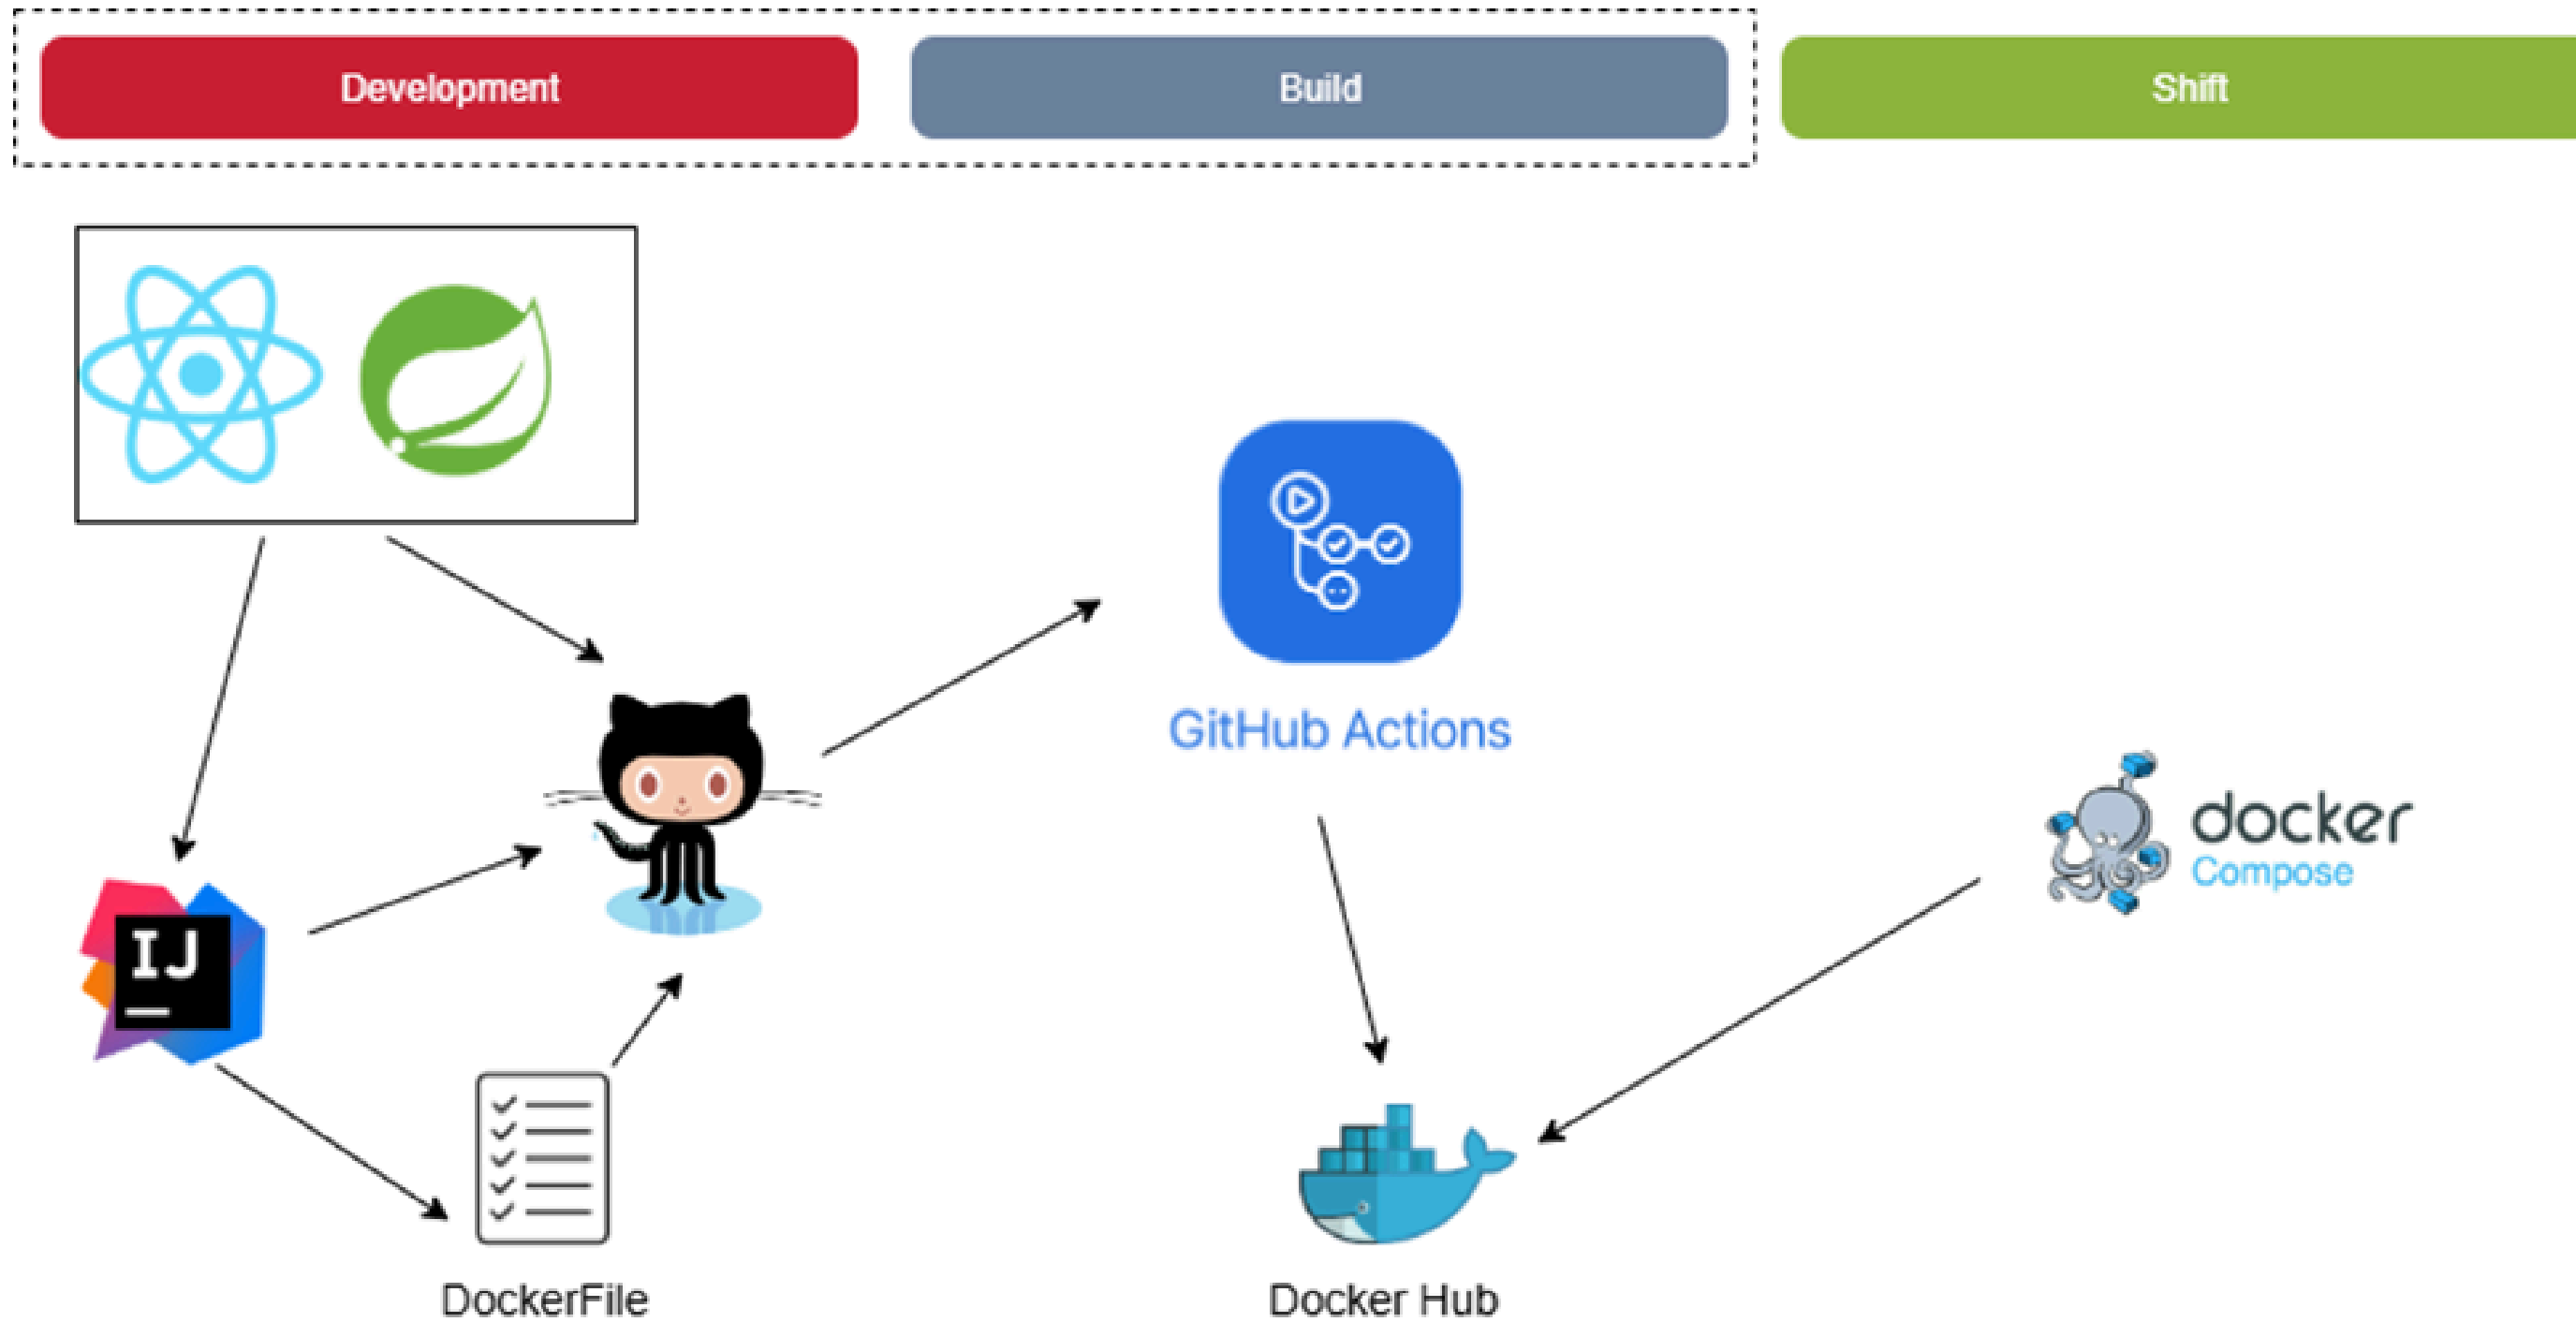 Development
Build
Shift
GitHub Actions
docker
Compose
IJ
DockerFile
Docker Hub